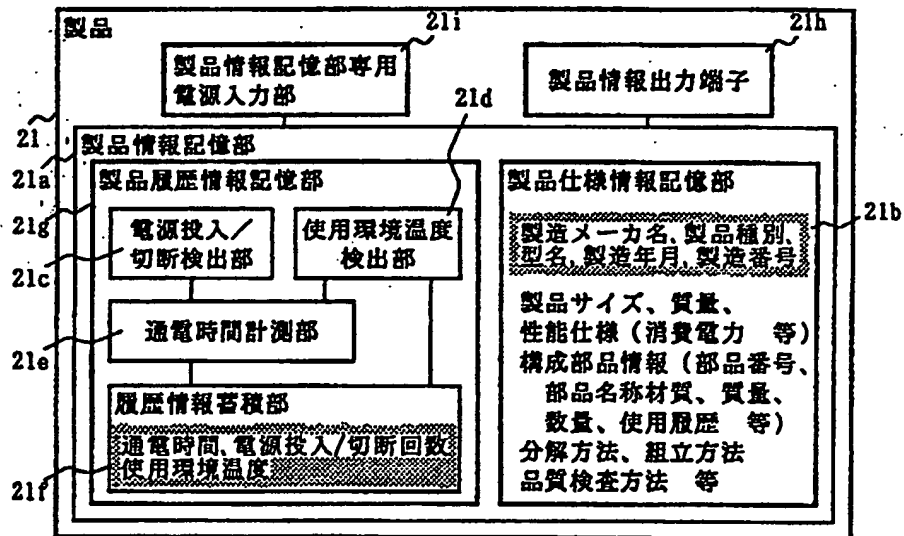 製品
21i
21h
製品情報記憶部専用
電源入力部
製品情報出力端子
21
21d
製品情報記憶部
21a
製品履歴情報記憶部
製品仕様情報記憶部
21g
21b
電源投入/
切断検出部
使用環境温度
検出部
製造メーカ名、製品種別、
型名、製造年月、製造番号
21c
製品サイズ、質量、
性能仕様(消費電力 等)
通電時間計測部
21e
構成部品情報(部品番号、
部品名称材質、質量、
数量、使用履歴 等)
履歴情報蓄積部
通電時間、電源投入/切断回数
使用環境温度
分解方法、組立方法
品質検査方法 等
21f